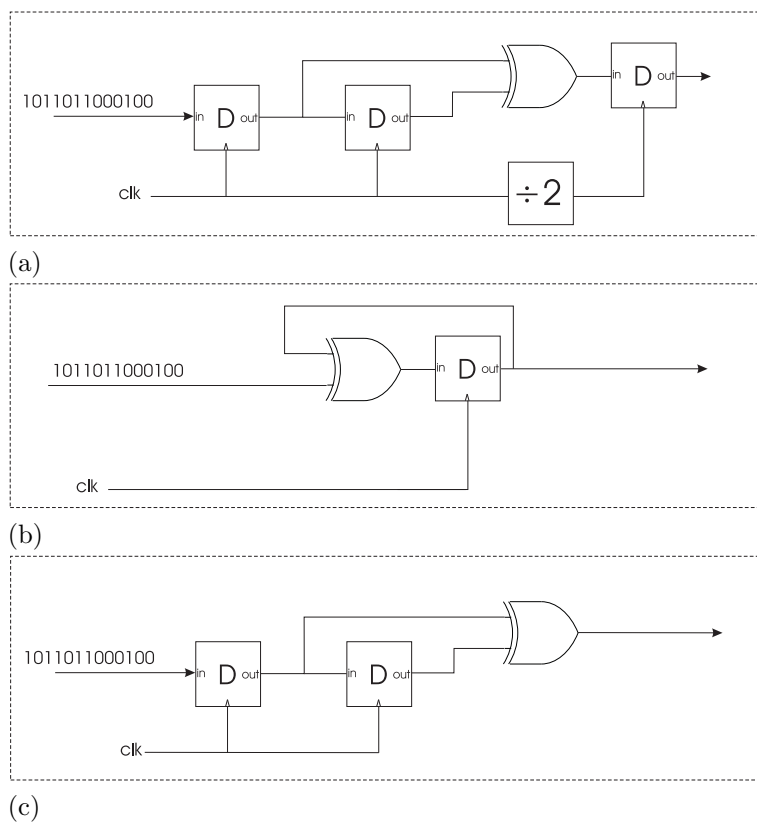 1011011000100
in D out
in D out
in D out
clk
÷2
(a)
1011011000100
in D out
clk
(b)
1011011000100
in D out
in D out
clk
(c)